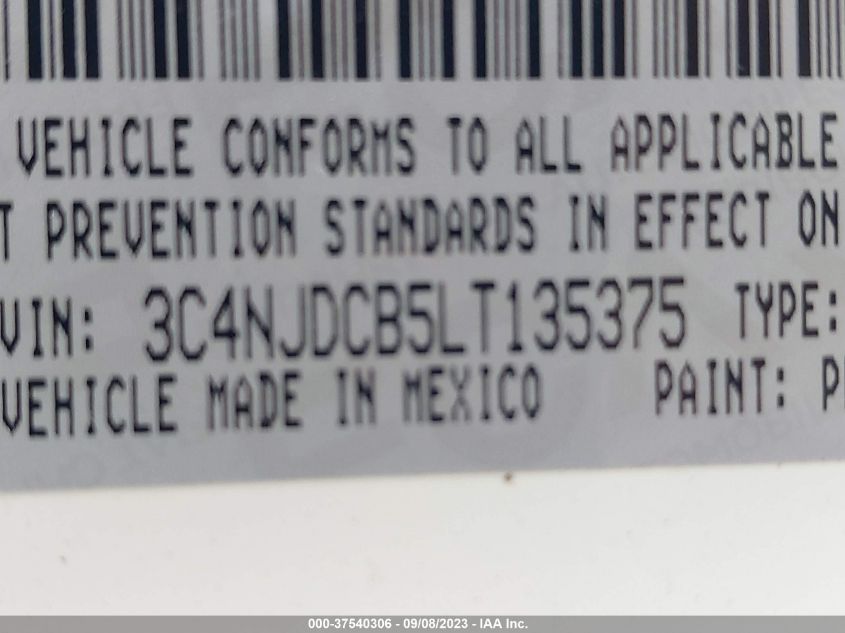 VEHICLE CONFORMS TO ALL APPLICABLE
T PREVENTION STANDARDS IN EFFECT ON
VIN: 3C4NJDCB5LT135375 TYPE:
VEHICLE MADE IN MEXICO PAINT: P
000-37540306 - 09/08/2023 - IAA Inc.